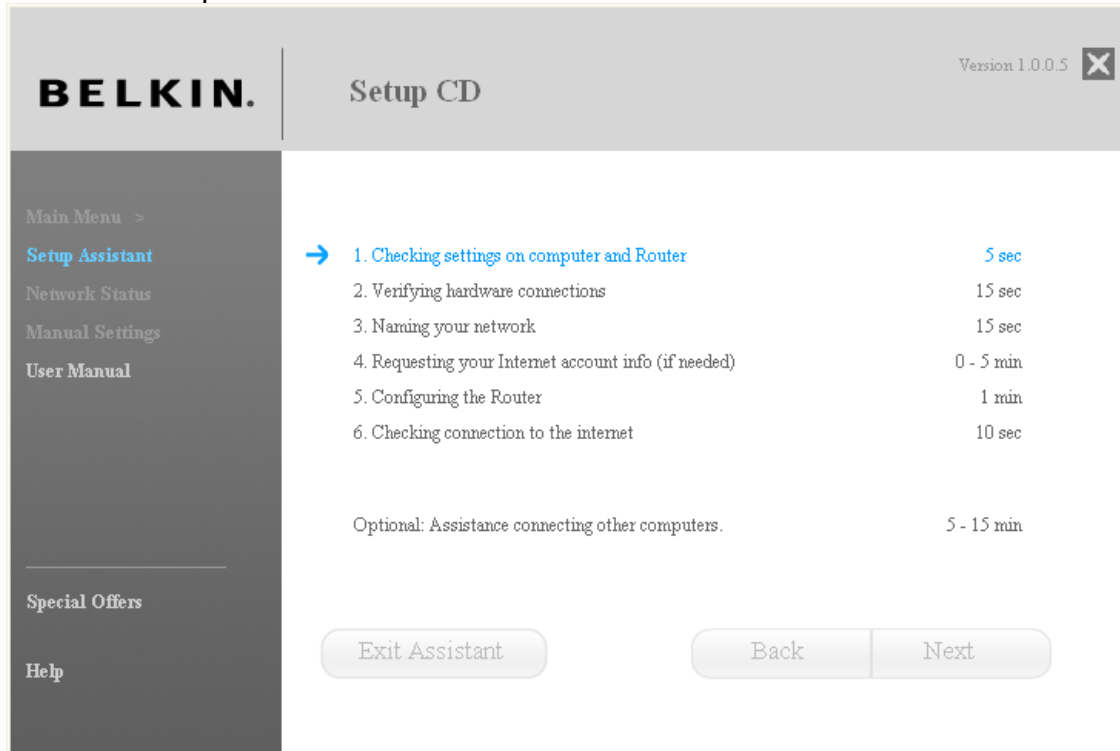 BELKIN.
Setup CD
Version 1.0.0.5
Main Menu >
Setup Assistant
Network Status
Manual Settings
User Manual
Special Offers
Help
1. Checking settings on computer and Router 5 sec
2. Verifying hardware connections 15 sec
3. Naming your network 15 sec
4. Requesting your Internet account info (if needed) 0 - 5 min
5. Configuring the Router 1 min
6. Checking connection to the internet 10 sec
Optional: Assistance connecting other computers. 5 - 15 min
Exit Assistant Back Next